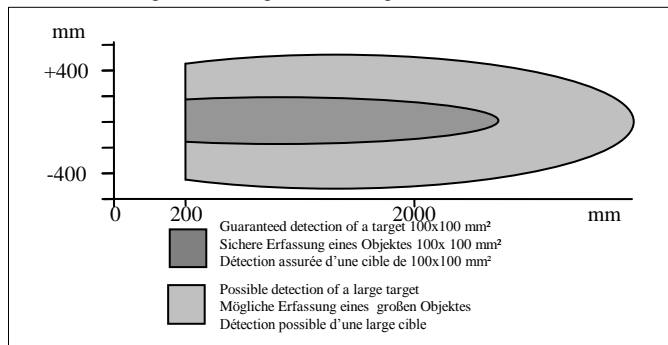 mm
+400
-400
0 200 2000 mm
Guaranteed detection of a target 100x100 mm²
Sichere Erfassung eines Objektes 100x 100 mm²
Détection assurée d’une cible de 100x100 mm²
Possible detection of a large target
Mögliche Erfassung eines großen Objektes
Détection possible d’une large cible